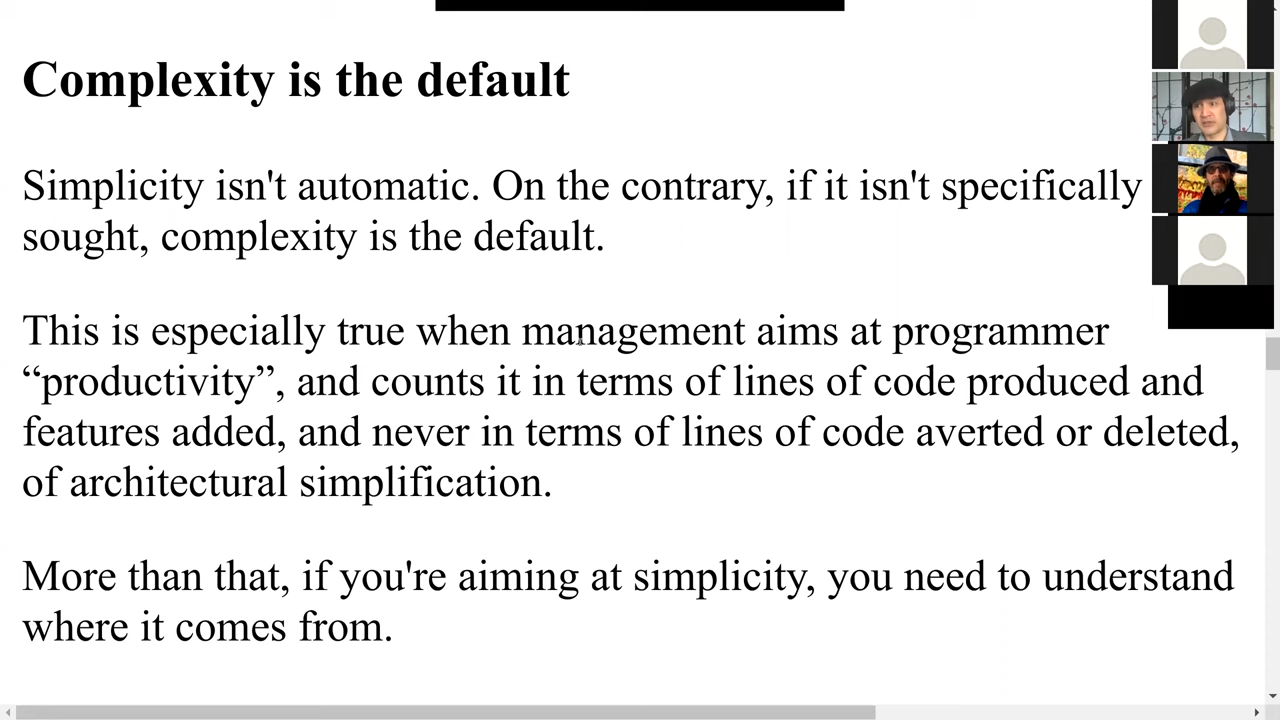 Complexity is the default
Simplicity isn't automatic. On the contrary, if it isn't specifically
sought, complexity is the default.
This is especially true when management aims at programmer
“productivity”, and counts it in terms of lines of code produced and
features added, and never in terms of lines of code averted or deleted,
of architectural simplification.
More than that, if you're aiming at simplicity, you need to understand
where it comes from.